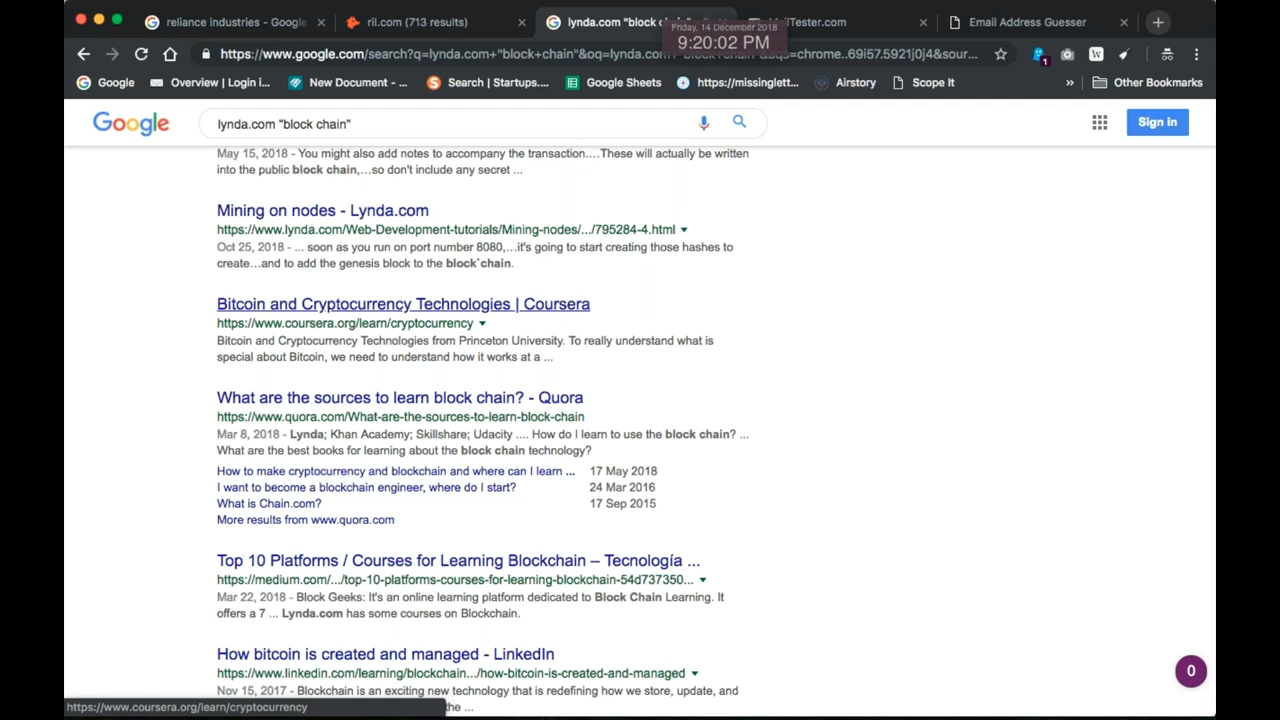 reliance industries - Google
ril.com (713 results)
lynda.com "block chain"
Tester.com
Email Address Guesser
Friday, 14 December 2018
9:20:02 PM
https://www.google.com/search?q=lynda.com+"block+chain"&oq=lynda.com
chrome..69i57.5921j0j4&sour...
1
W
Google
Overview | Login i...
New Document - ...
Search | Startups....
Google Sheets
https://missinglett...
Airstory
Scope It
»
Other Bookmarks
Google
lynda.com "block chain"
Sign in
May 15, 2018 - You might also add notes to accompany the transaction....These will actually be written
into the public block chain,...so don't include any secret ...
Mining on nodes - Lynda.com
https://www.lynda.com/Web-Development-tutorials/Mining-nodes/.../795284-4.html
Oct 25, 2018 - ... soon as you run on port number 8080,...it's going to start creating those hashes to
create...and to add the genesis block to the block`chain.
Bitcoin and Cryptocurrency Technologies | Coursera
https://www.coursera.org/learn/cryptocurrency
Bitcoin and Cryptocurrency Technologies from Princeton University. To really understand what is
special about Bitcoin, we need to understand how it works at a ...
What are the sources to learn block chain? - Quora
https://www.quora.com/What-are-the-sources-to-learn-block-chain
Mar 8, 2018 - Lynda; Khan Academy; Skillshare; Udacity .... How do I learn to use the block chain? ...
What are the best books for learning about the block chain technology?
How to make cryptocurrency and blockchain and where can I learn ... 17 May 2018
I want to become a blockchain engineer, where do I start? 24 Mar 2016
What is Chain.com? 17 Sep 2015
More results from www.quora.com
Top 10 Platforms / Courses for Learning Blockchain – Tecnología ...
https://medium.com/.../top-10-platforms-courses-for-learning-blockchain-54d737350...
Mar 22, 2018 - Block Geeks: It's an online learning platform dedicated to Block Chain Learning. It
offers a 7 ... Lynda.com has some courses on Blockchain.
How bitcoin is created and managed - LinkedIn
https://www.linkedin.com/learning/blockchain.../how-bitcoin-is-created-and-managed
Nov 15, 2017 - Blockchain is an exciting new technology that is redefining how we store, update, and
the ...
https://www.coursera.org/learn/cryptocurrency
0